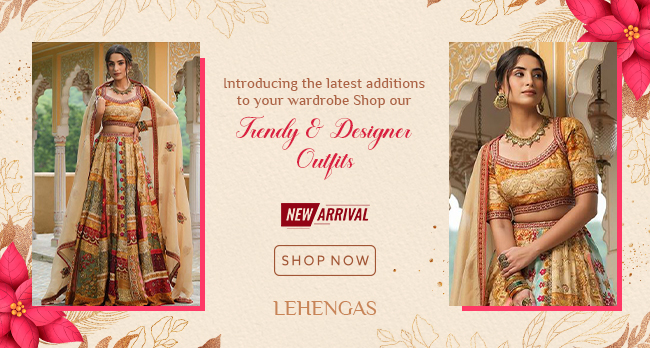 Introducing the latest additions
to your wardrobe Shop our
Trendy & Designer
Outfits
NEW ARRIVAL
SHOP NOW
LEHENGAS